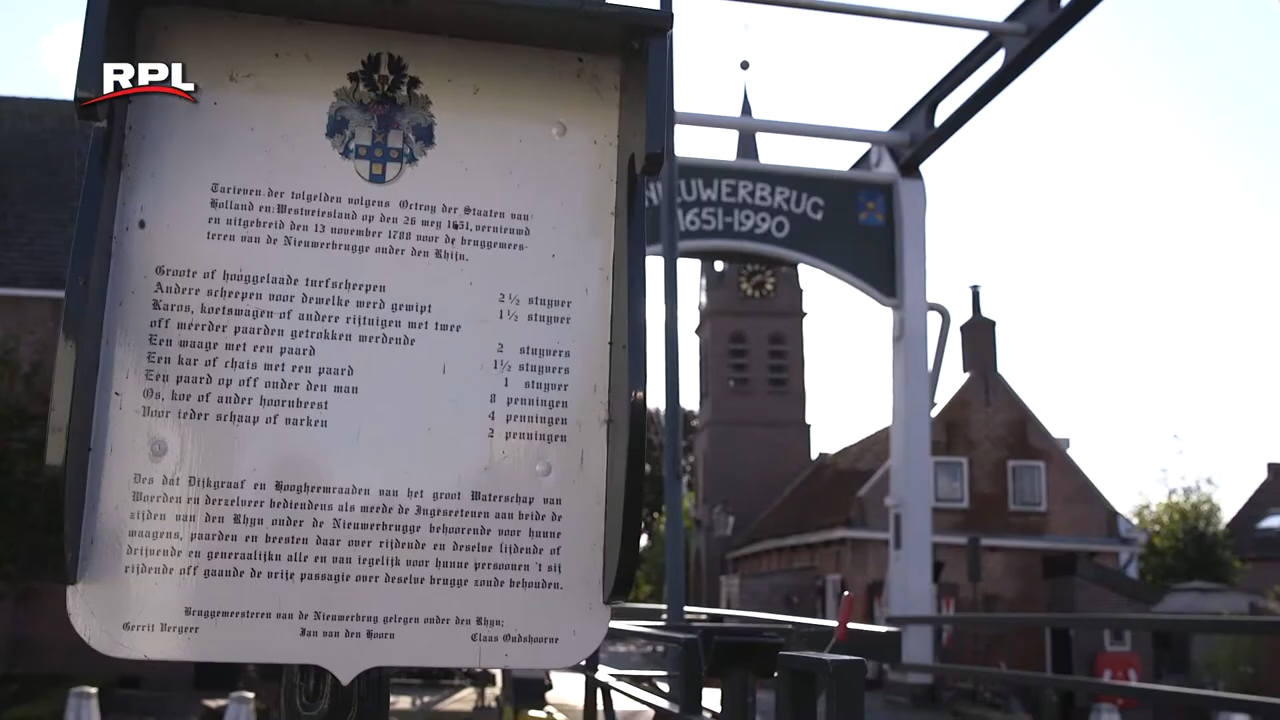 RPL
Tarieven der tolgelden volgens Octroy der Staaten van
Holland en Westvriesland op den 26 mey 1651, vernieuwd
en uitgebreid den 13 november 1788 voor de bruggemees-
teren van de Nieuwerbrugge onder den Rhijn.
Groote of hooggelaade turfscheepen 2½ stuyver
Andere scheepen voor dewelke werd gewipt 1½ stuyver
Karos, koetswagen of andere rijtuigen met twee
off meerder paarden getrokken werdende 2 stuyvers
Een waage met een paard 1½ stuyvers
Een kar of chais met een paard 1 stuyver
Een paard op off onder den man 8 penningen
Os, koe of ander hoornbeest 4 penningen
Voor ieder schaap of varken 2 penningen
Des dat Dijkgraaf en Hoogheemraaden van het groot Waterschap van
Woerden en derzelver bediendens als meede de Ingeseetenen aan beide de
zijden van den Rhyn onder de Nieuwerbrugge behoorende voor hunne
waagens, paarden en beesten daar over rijdende en deselve lijdende of
drijvende en generaalijkn alle en van iegelijk voor hunne persoonen 't sij
rijdende off gaande de vrije passagie over deselve brugge zonde behouden.
Bruggemeesteren van de Nieuwerbrug gelegen onder den Rhyn;
Gerrit Vergeer Jan van den Hoorn Claas Oudshoorne
NIEUWERBRUG
1651-1990